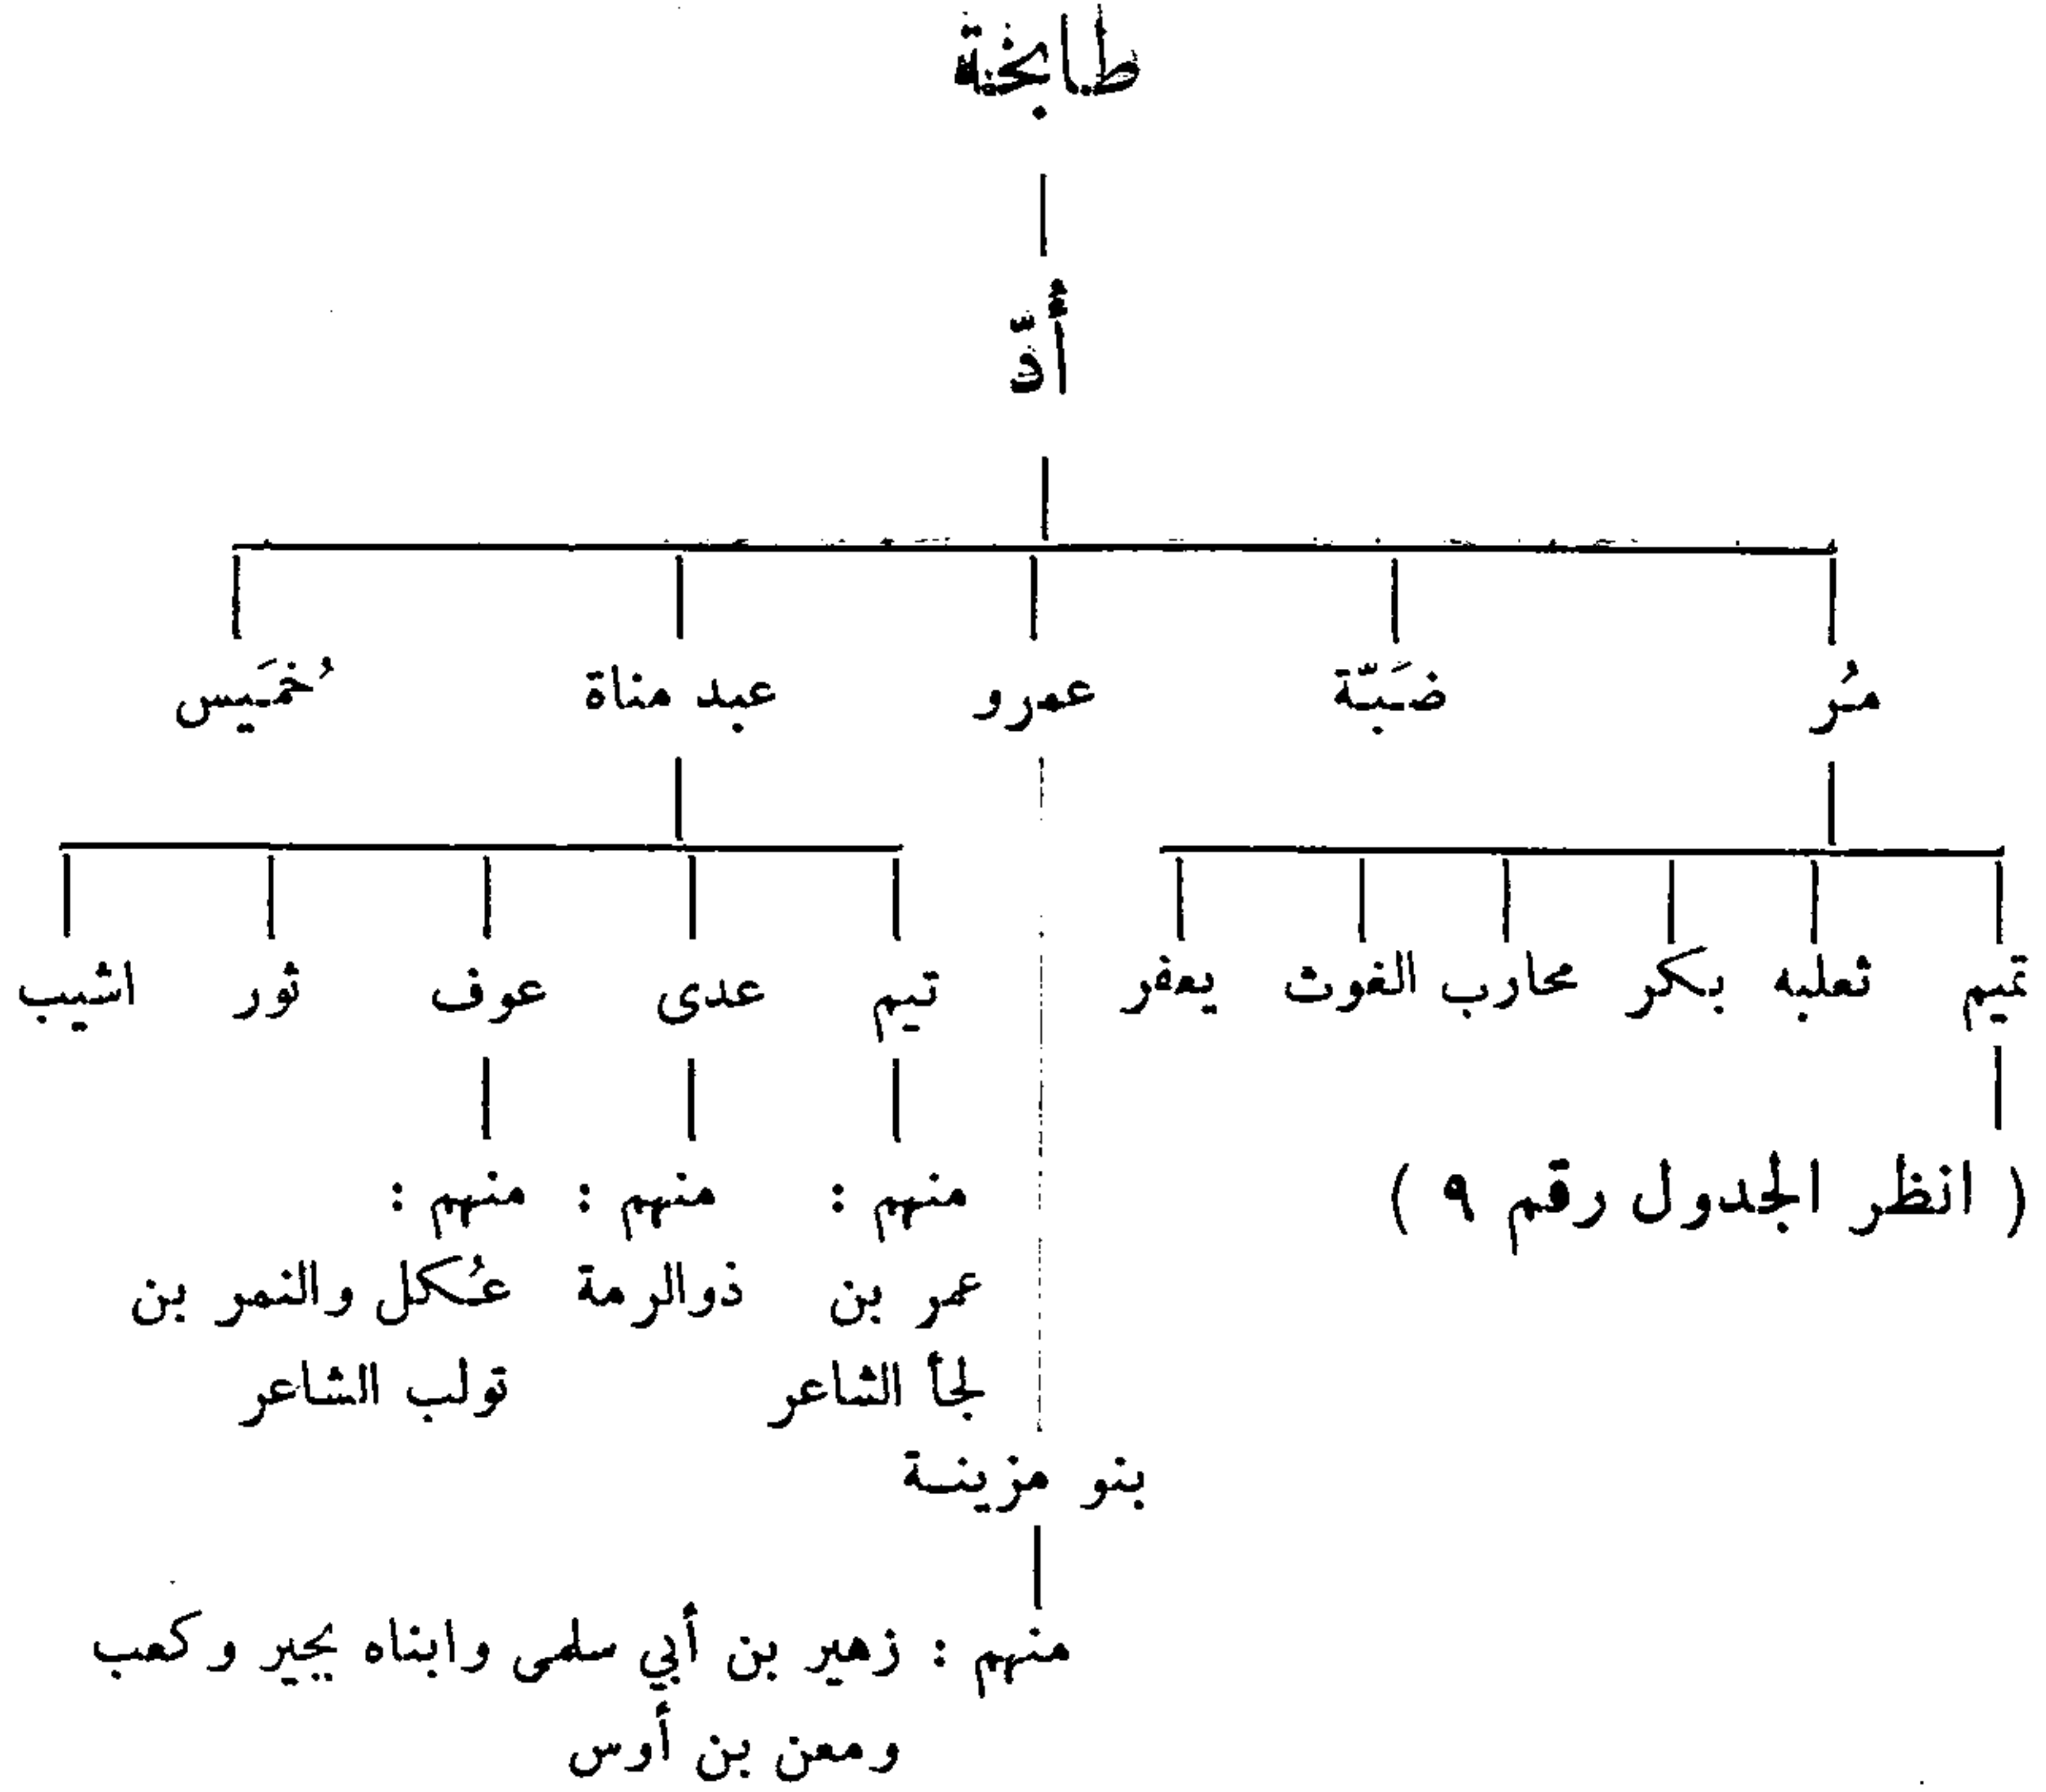 طابخة
أدّ
مُر ضَبّة عمرو عبد مناة خُمَيس
تميم ثعلبه بكر محارب الغوث يعفر تيم عدى عوف ثور اشيب
( انظر الجدول رقم ٩ ) منهم : منهم : منهم :
عمر بن ذوالرمة عُكل والنمر بن
لجأ الشاعر تولب الشاعر
بنو مزينة
منهم : زهير بن أبي سلمى وابناه بجير وكعب
ومعن بن أوس